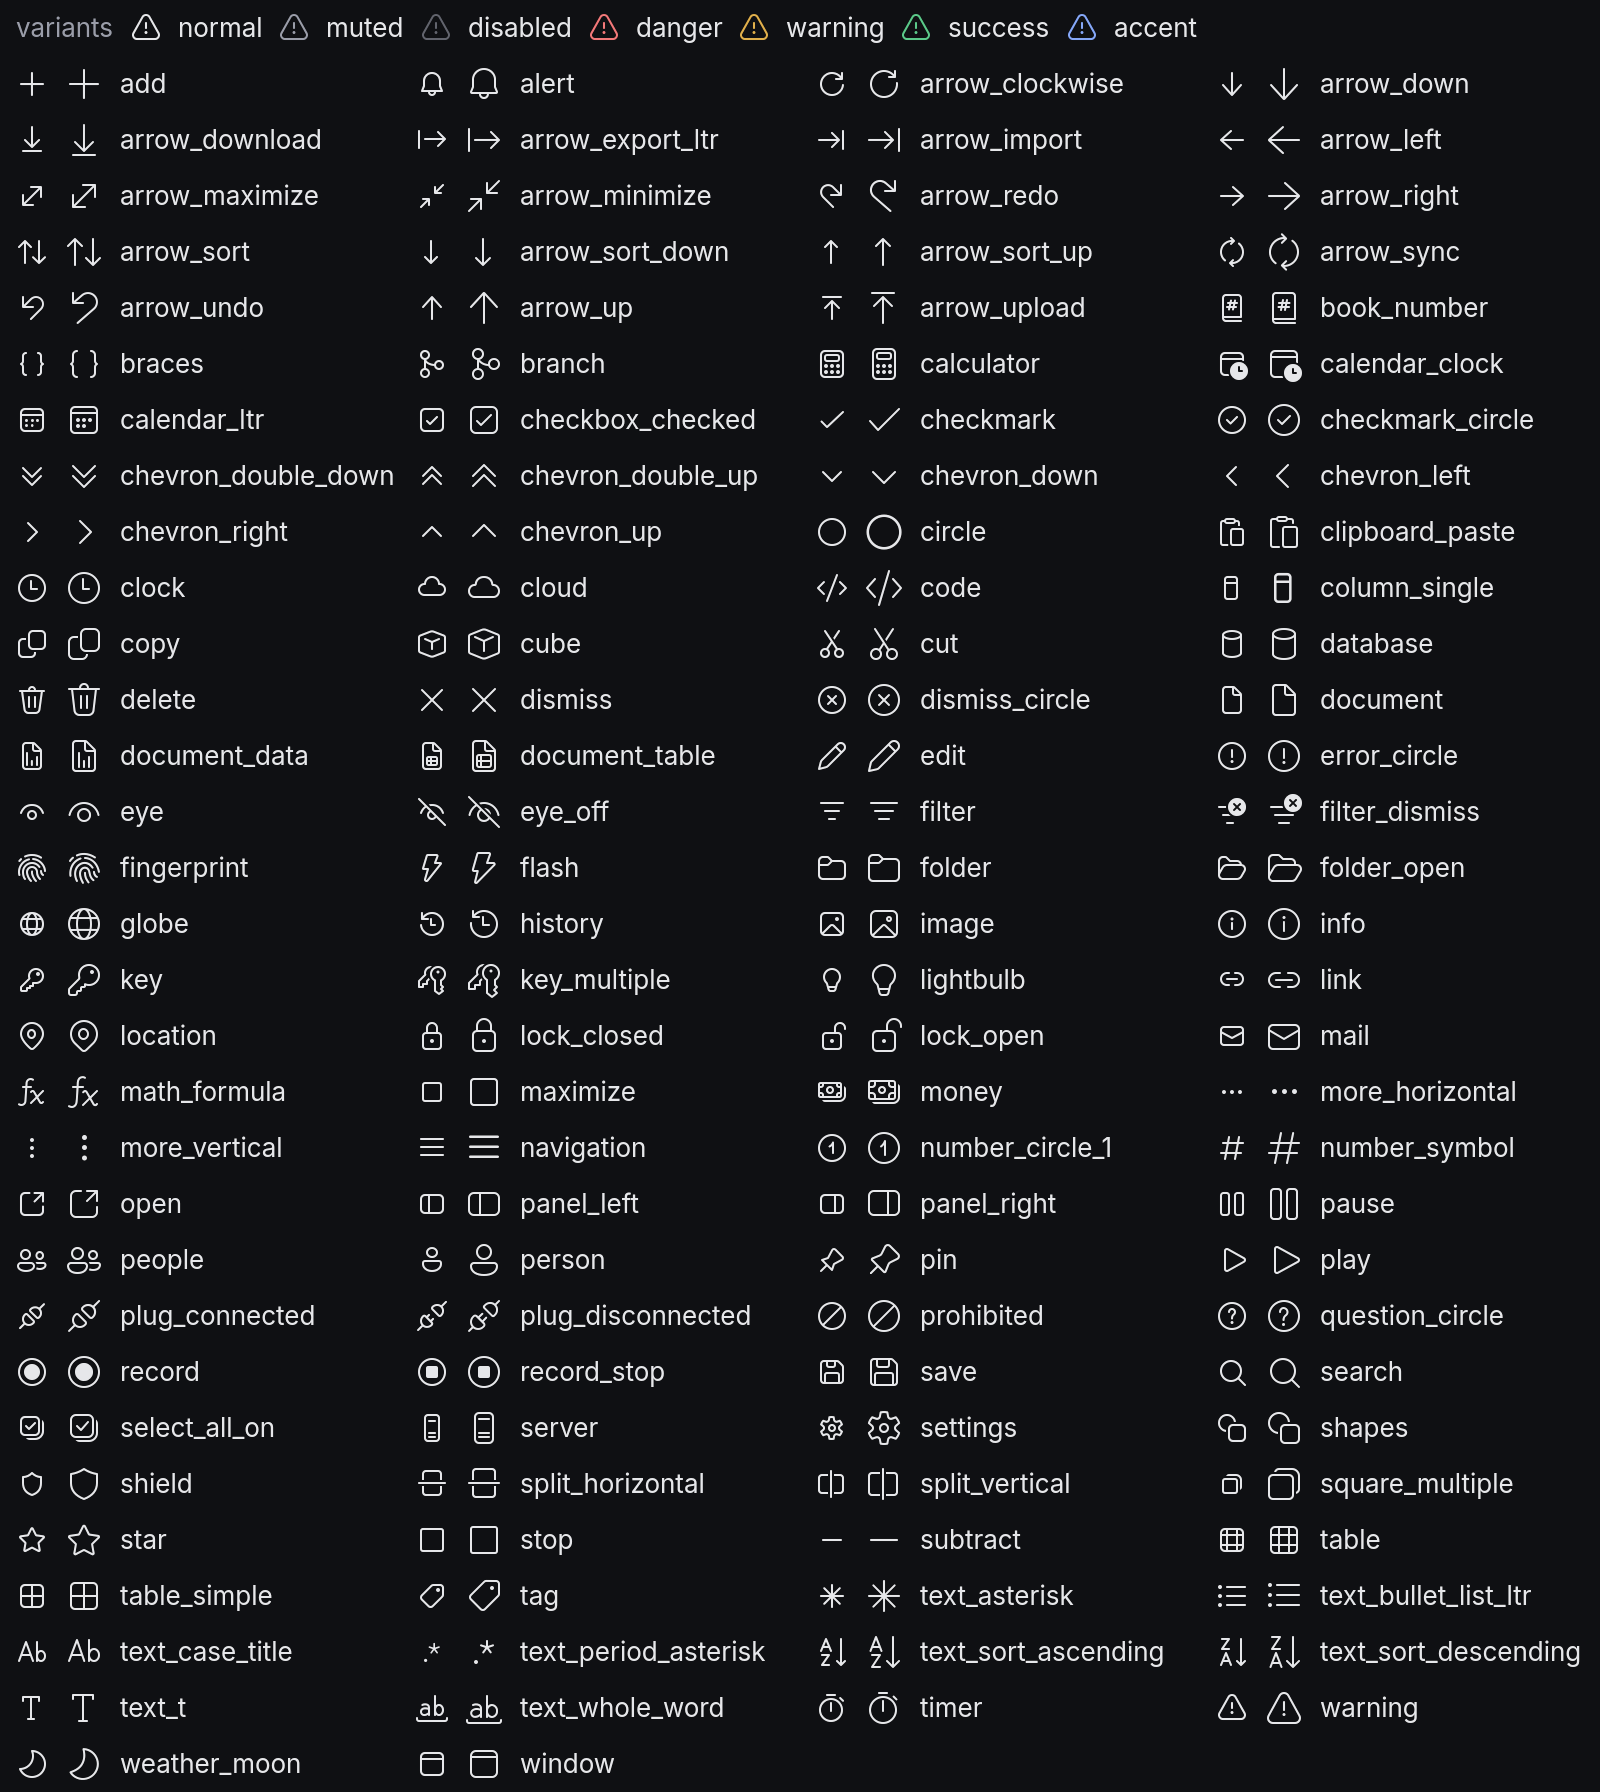 variants normal muted disabled danger warning success accent
add alert arrow_clockwise arrow_down
arrow_download arrow_export_ltr arrow_import arrow_left
arrow_maximize arrow_minimize arrow_redo arrow_right
arrow_sort arrow_sort_down arrow_sort_up arrow_sync
arrow_undo arrow_up arrow_upload book_number
braces branch calculator calendar_clock
calendar_ltr checkbox_checked checkmark checkmark_circle
chevron_double_down chevron_double_up chevron_down chevron_left
chevron_right chevron_up circle clipboard_paste
clock cloud code column_single
copy cube cut database
delete dismiss dismiss_circle document
document_data document_table edit error_circle
eye eye_off filter filter_dismiss
fingerprint flash folder folder_open
globe history image info
key key_multiple lightbulb link
location lock_closed lock_open mail
math_formula maximize money more_horizontal
more_vertical navigation number_circle_1 number_symbol
open panel_left panel_right pause
people person pin play
plug_connected plug_disconnected prohibited question_circle
record record_stop save search
select_all_on server settings shapes
shield split_horizontal split_vertical square_multiple
star stop subtract table
table_simple tag text_asterisk text_bullet_list_ltr
text_case_title text_period_asterisk text_sort_ascending text_sort_descending
text_t text_whole_word timer warning
weather_moon window